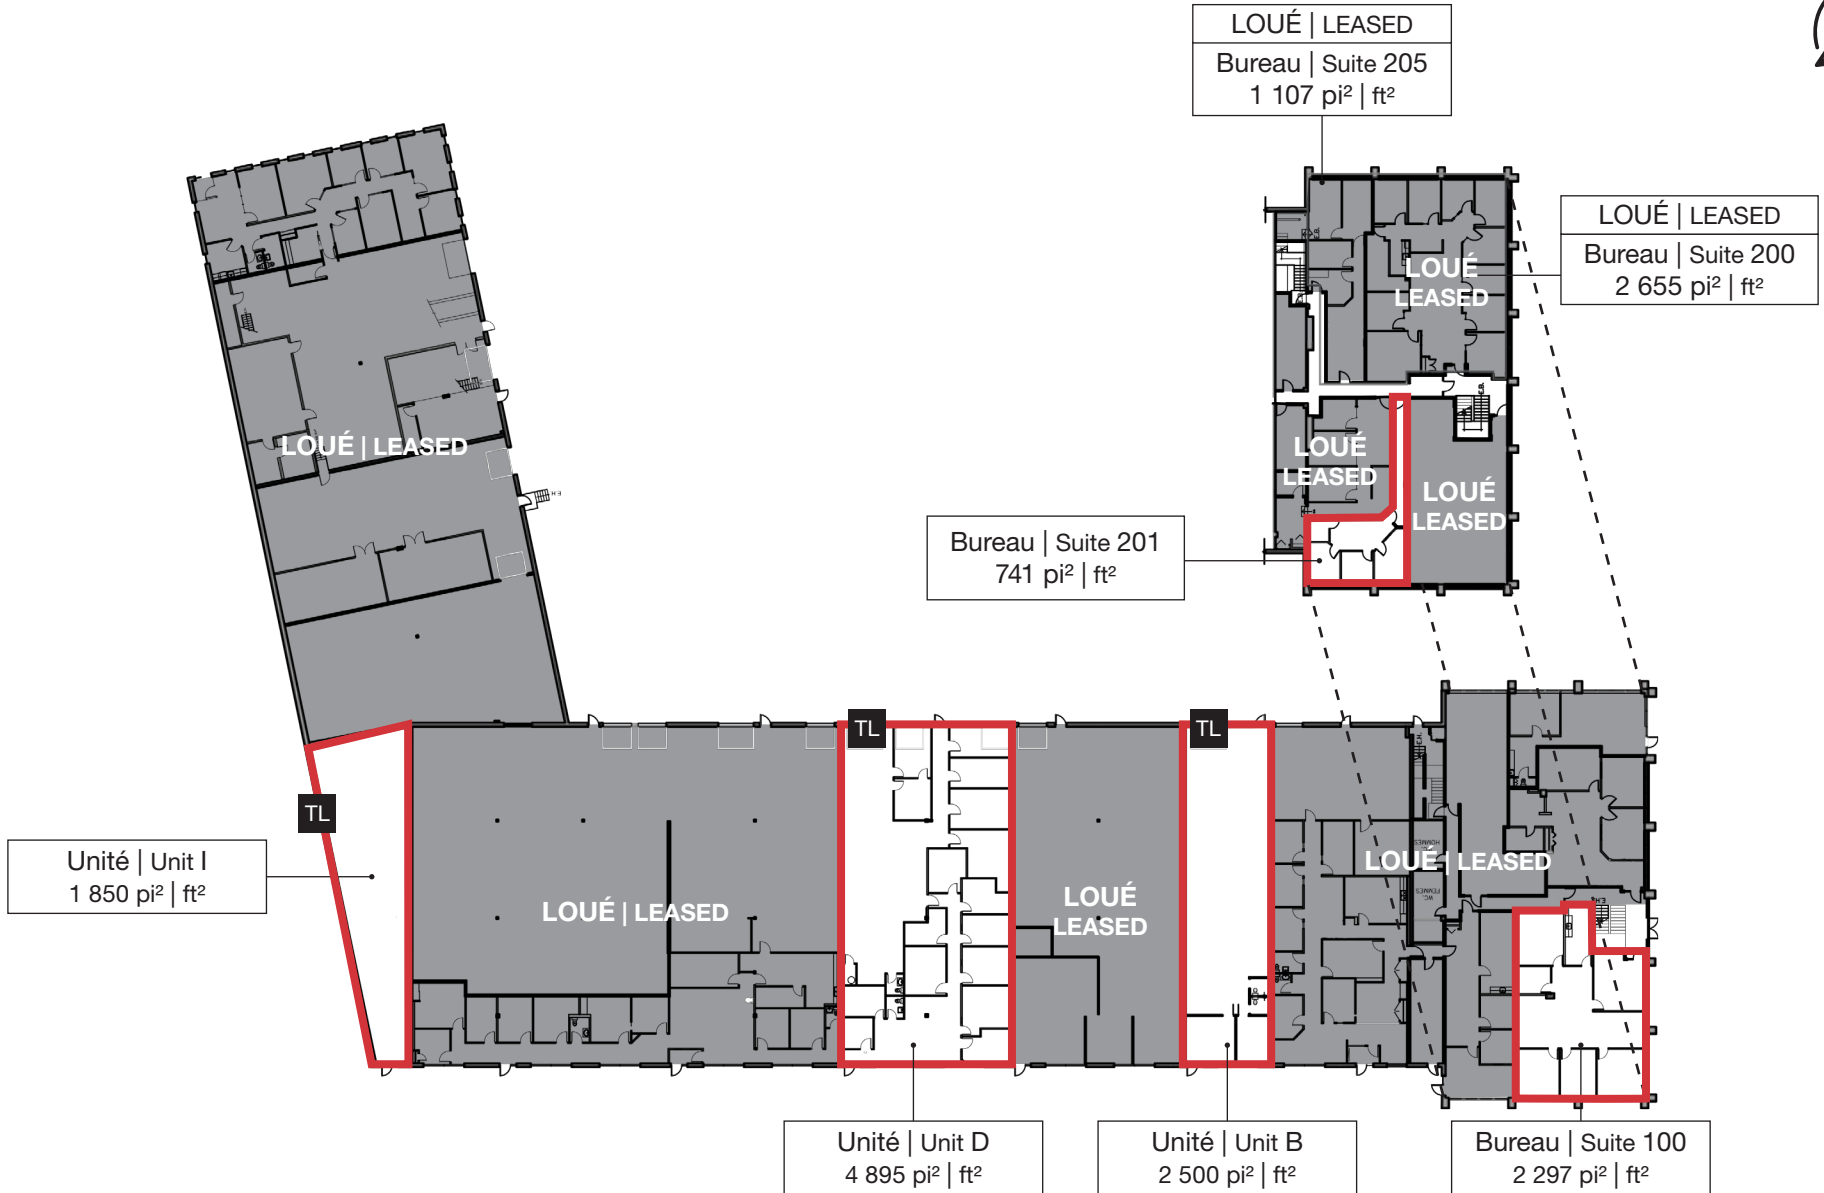 LOUÉ | LEASED
Bureau | Suite 205
1 107 pi² | ft²
LOUÉ | LEASED
Bureau | Suite 200
2 655 pi² | ft²
LOUÉ
LEASED
LOUÉ | LEASED
LOUÉ
LEASED
LOUÉ
LEASED
Bureau | Suite 201
741 pi² | ft²
E.B.
E.H.
TL
TL
TL
E.H.
HOMMES
FEMMES
W.C.
E.H.
Unité | Unit I
1 850 pi² | ft²
LOUÉ | LEASED
LOUÉ
LEASED
LOUÉ | LEASED
Unité | Unit D
4 895 pi² | ft²
Unité | Unit B
2 500 pi² | ft²
Bureau | Suite 100
2 297 pi² | ft²